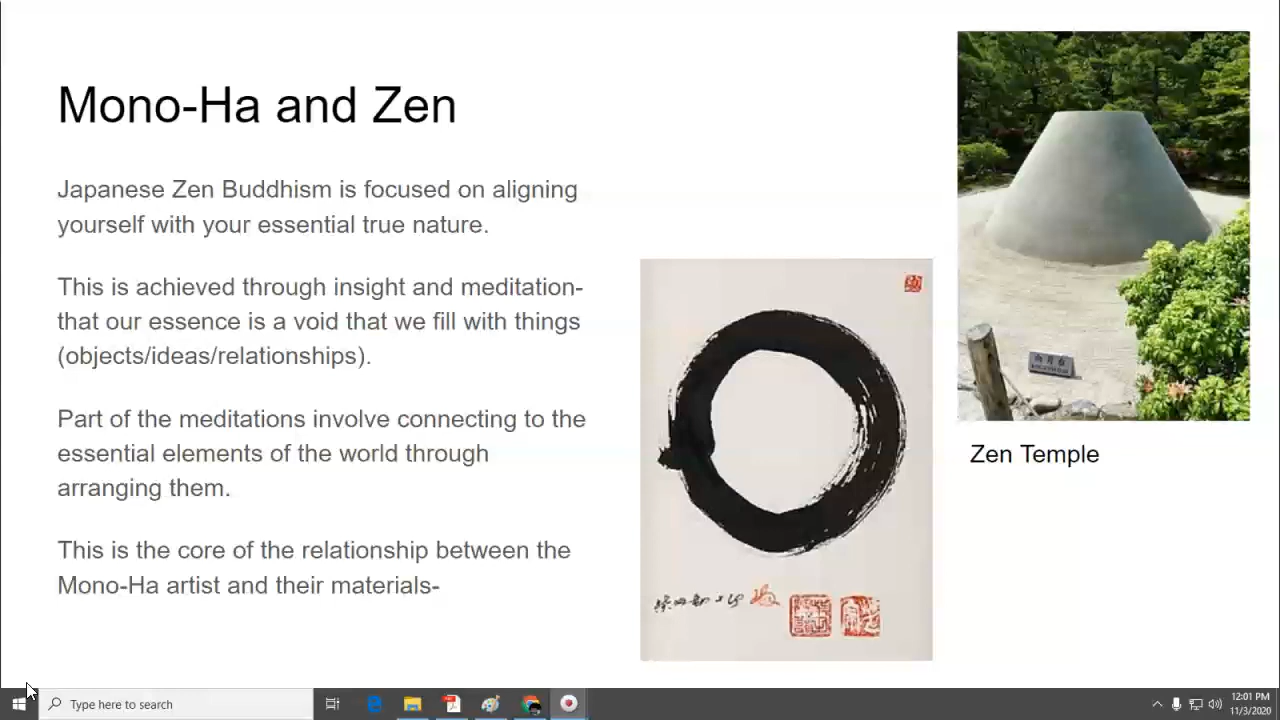 Mono-Ha and Zen
Japanese Zen Buddhism is focused on aligning
yourself with your essential true nature.
This is achieved through insight and meditation-
that our essence is a void that we fill with things
(objects/ideas/relationships).
Part of the meditations involve connecting to the
essential elements of the world through
arranging them.
This is the core of the relationship between the
Mono-Ha artist and their materials-
Zen Temple
Type here to search
12:01 PM
11/3/2020